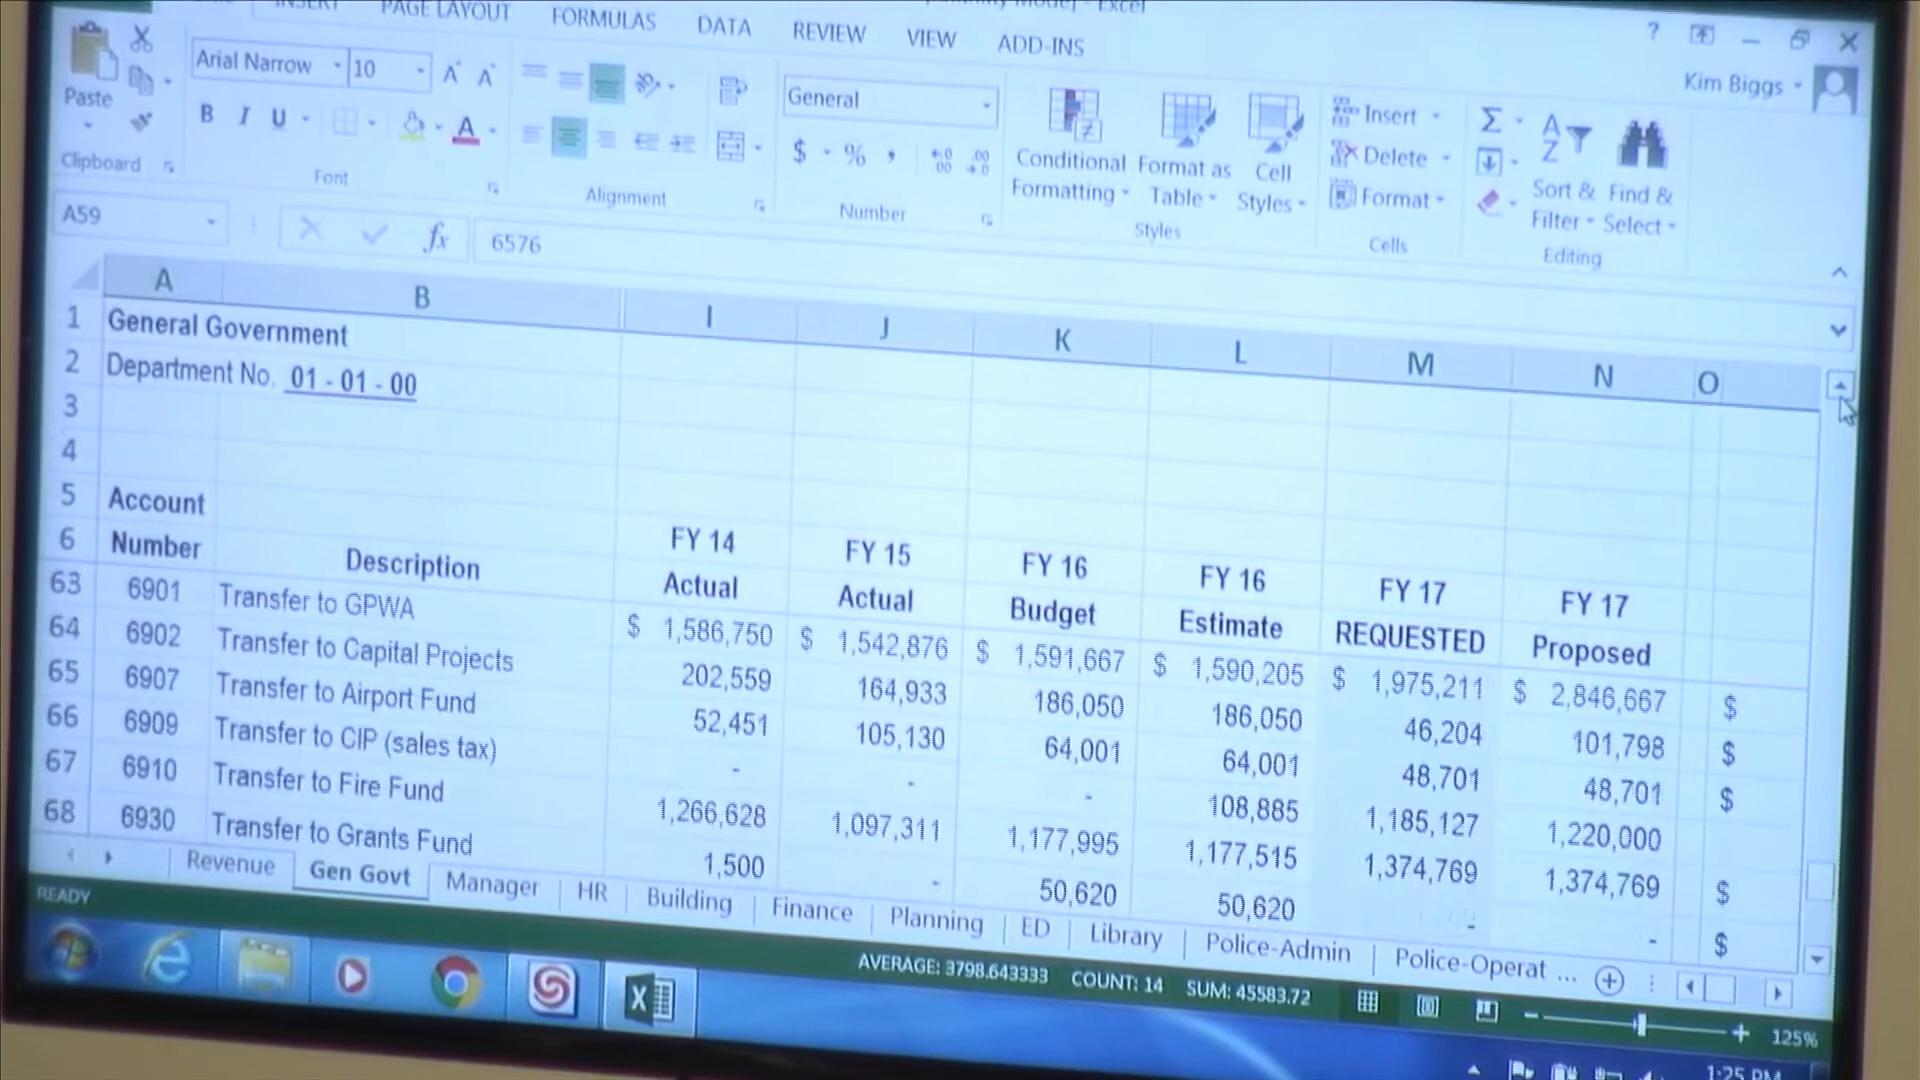 INSERT PAGE LAYOUT FORMULAS DATA REVIEW VIEW ADD-INS
Excel
?
Kim Biggs
Paste
Clipboard
Arial Narrow 10
B I U
Font
Alignment
General
$ % ,
Number
Conditional Formatting
Format as Table
Cell Styles
Styles
Insert
Delete
Format
Cells
Sort & Filter
Find & Select
Editing
A59 fx 6576
A B I J K L M N O
1 General Government
2 Department No. 01 - 01 - 00
3
4
5 Account
6 Number Description FY 14 Actual FY 15 Actual FY 16 Budget FY 16 Estimate FY 17 REQUESTED FY 17 Proposed
63 6901 Transfer to GPWA $ 1,586,750 $ 1,542,876 $ 1,591,667 $ 1,590,205 $ 1,975,211 $ 2,846,667 $
64 6902 Transfer to Capital Projects 202,559 164,933 186,050 186,050 46,204 101,798 $
65 6907 Transfer to Airport Fund 52,451 105,130 64,001 64,001 48,701 48,701 $
66 6909 Transfer to CIP (sales tax) - - - 108,885 1,185,127 1,220,000
67 6910 Transfer to Fire Fund 1,266,628 1,097,311 1,177,995 1,177,515 1,374,769 1,374,769 $
68 6930 Transfer to Grants Fund 1,500 - 50,620 50,620 - - $
Revenue Gen Govt Manager HR Building Finance Planning ED Library Police-Admin Police-Operat ...
READY AVERAGE: 3798.643333 COUNT: 14 SUM: 45583.72 125%
1:25 PM